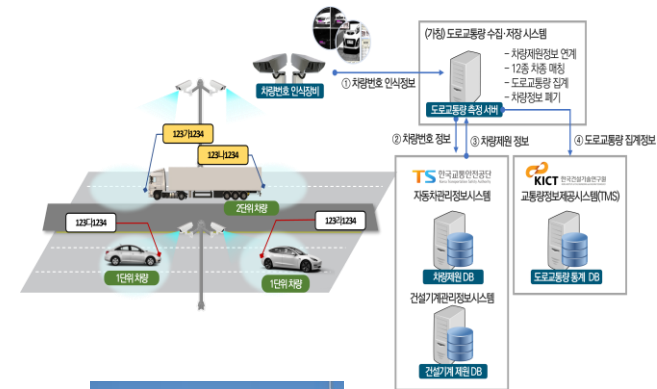 (가칭) 도로교통량 수집·저장 시스템
- 차량제원정보 연계
- 12종 차종 매칭
- 도로교통량 집계
- 차량정보 폐기
도로교통량 측정 서버
차량번호 인식장비
① 차량번호 인식정보
② 차량번호 정보
③ 차량제원 정보
④ 도로교통량 집계정보
123가1234
123나1234
2단위 차량
123다1234
123라1234
1단위 차량
1단위 차량
TS 한국교통안전공단
자동차관리정보시스템
차량제원 DB
건설기계관리정보시스템
건설기계 제원 DB
KICT 한국건설기술연구원
교통량정보제공시스템(TMS)
도로교통량 통계 DB